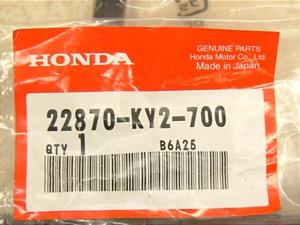 GENUINE PARTS
Honda Motor Co., Ltd.
Made in Japan
HONDA
22870-KY2-700
QTY 1 B6A25